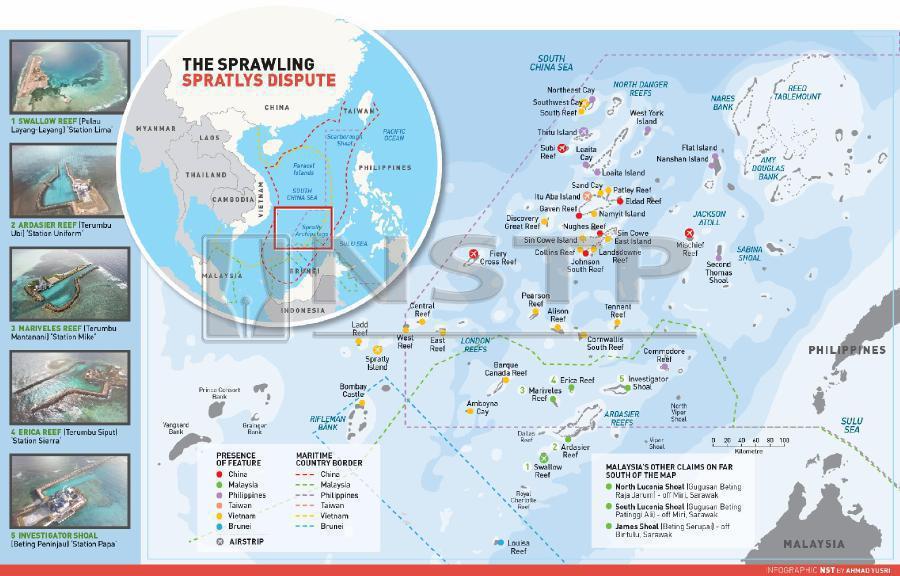 THE SPRAWLING
SPRATLYS DISPUTE
CHINA
TAIWAN
MYANMAR
LAOS
Scarborough
Shoal
PACIFIC
OCEAN
Paracel
Islands
THAILAND
PHILIPPINES
VIETNAM
SOUTH
CHINA SEA
CAMBODIA
Spratly
Archipelago
SULU SEA
MALAYSIA
BRUNEI
INDONESIA
NSTP
1 SWALLOW REEF (Pulau
Layang-Layang) 'Station Lima'
2 ARDASIER REEF (Terumbu
Ubi) 'Station Uniform'
3 MARIVELES REEF (Terumbu
Mantanani) 'Station Mike'
4 ERICA REEF (Terumbu Siput)
'Station Sierra'
5 INVESTIGATOR SHOAL
(Beting Peninjau) 'Station Papa'
SOUTH
CHINA SEA
Northeast Cay
Southwest Cay
South Reef
NORTH DANGER
REEFS
West York
Island
NARES
BANK
REED
TABLEMOUNT
Thitu Island
Subi
Reef
Loaita
Cay
Loaita Island
Flat Island
Nanshan Island
AMY
DOUGLAS
BANK
Sand Cay
Itu Aba Island
Patley Reef
Eldad Reef
Gaven Reef
Namyit Island
Discovery
Great Reef
Hughes Reef
Sin Cowe Island
Sin Cowe
East Island
JACKSON
ATOLL
Mischief
Reef
SABINA
SHOAL
Collins Reef
Lansdowne
Reef
Johnson
South Reef
Fiery
Cross Reef
Second
Thomas
Shoal
Pearson
Reef
Alison
Reef
Tennent
Reef
Central
Reef
Ladd
Reef
West
Reef
East
Reef
LONDON
REEFS
Cornwallis
South Reef
Commodore
Reef
PHILIPPINES
Spratly
Island
Barque
Canada Reef
4 Erica Reef
3 Mariveles
Reef
5 Investigator
Shoal
Prince Consort
Bank
Bombay
Castle
Amboyna
Cay
ARDASIER
REEFS
North
Viper
Shoal
SULU
SEA
Vanguard
Bank
Grainger
Bank
RIFLEMAN
BANK
Dallas
Reef
2 Ardasier
Reef
Viper
Shoal
0 20 40 60 80 100
Kilometre
1 Swallow
Reef
Royal
Charlotte
Reef
Louisa
Reef
MALAYSIA
PRESENCE
OF FEATURE
China
Malaysia
Philippines
Taiwan
Vietnam
Brunei
AIRSTRIP
MARITIME
COUNTRY BORDER
China
Malaysia
Philippines
Taiwan
Vietnam
Brunei
MALAYSIA'S OTHER CLAIMS ON FAR
SOUTH OF THE MAP
North Luconia Shoal (Gugusan Beting
Raja Jarum) - off Miri, Sarawak
South Luconia Shoal (Gugusan Beting
Patinggi Ali) - off Miri, Sarawak
James Shoal (Beting Serupai) - off
Bintulu, Sarawak
INFOGRAPHIC NST BY AHMAD YUSRI